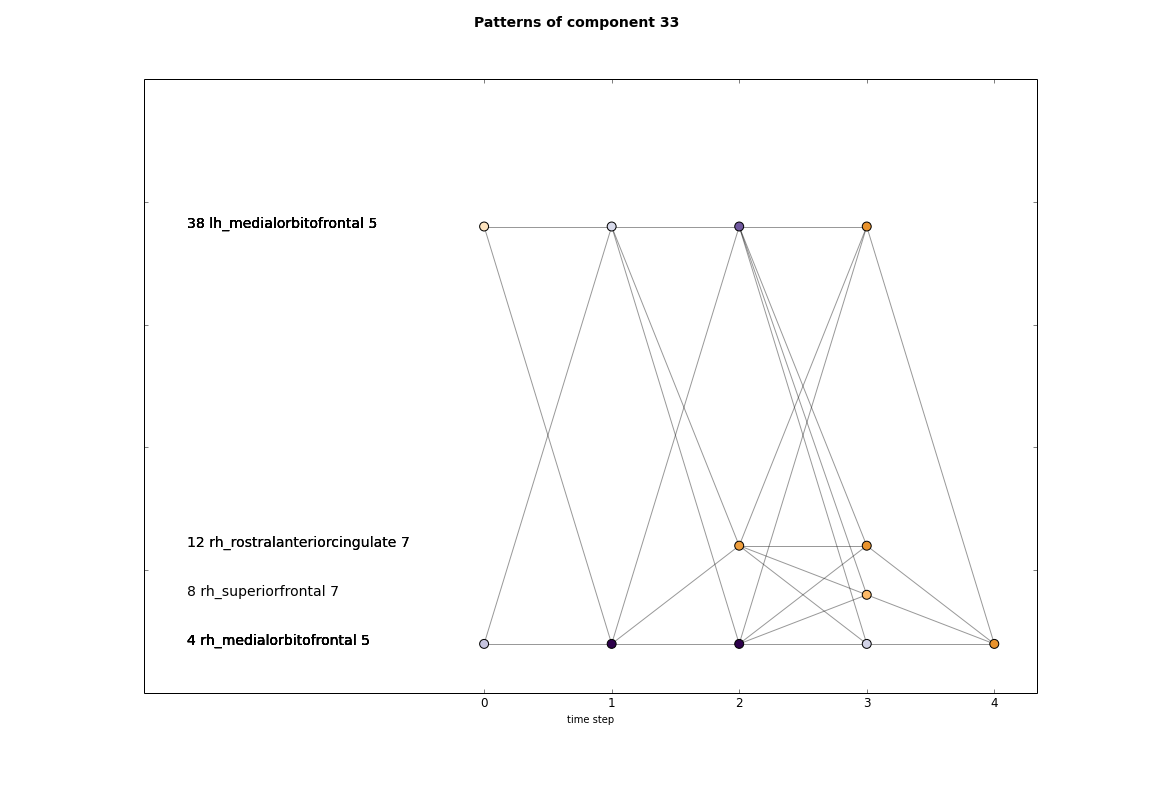 Patterns of component 33
38 lh_medialorbitofrontal 5
12 rh_rostralanteriorcingulate 7
8 rh_superiorfrontal 7
4 rh_medialorbitofrontal 5
0 1 2 3 4
time step